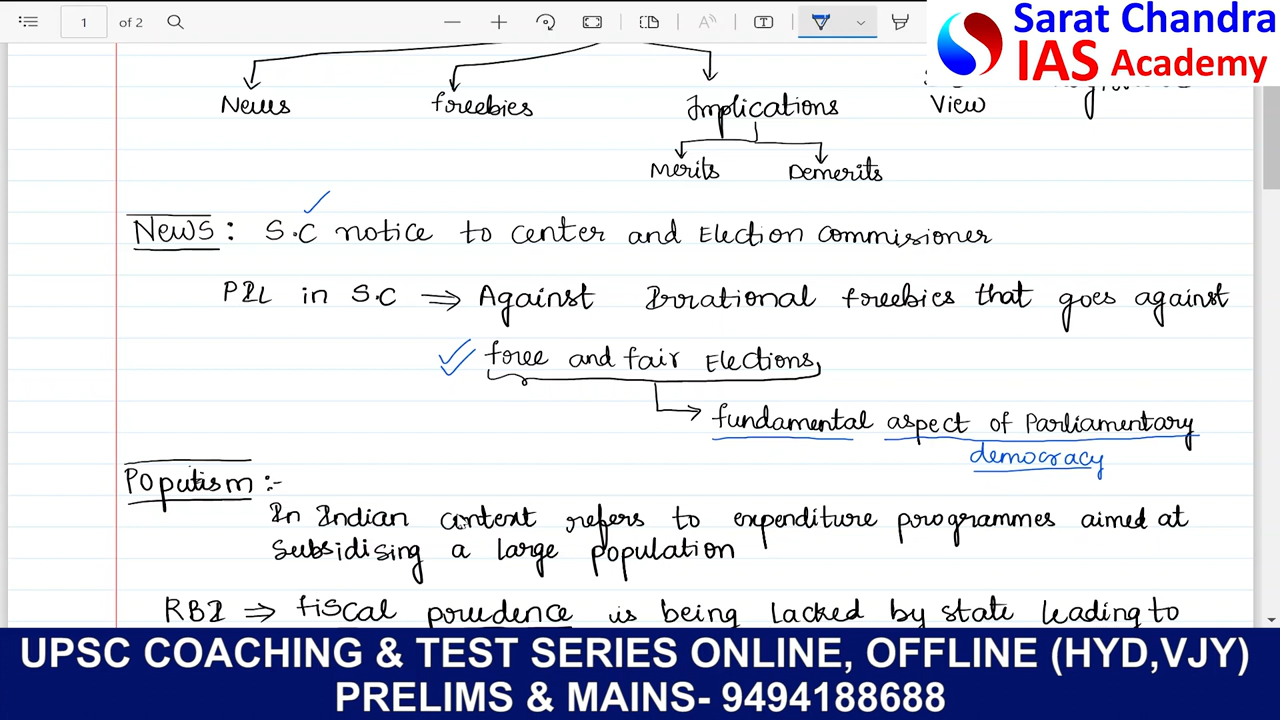 1 of 2
Sarat Chandra
IAS Academy
News freebies Implications View
Merits Demerits
News : S.C notice to center and Election commisioner
PIL in S.C ⇒ Against Irrational freebies that goes against
free and fair Elections
fundamental aspect of Parliamentary
democracy
Populism :-
In Indian context refers to expenditure programmes aimed at
subsidising a large population
RBI ⇒ fiscal prudence is being lacked by state leading to
UPSC COACHING & TEST SERIES ONLINE, OFFLINE (HYD,VJY)
PRELIMS & MAINS- 9494188688